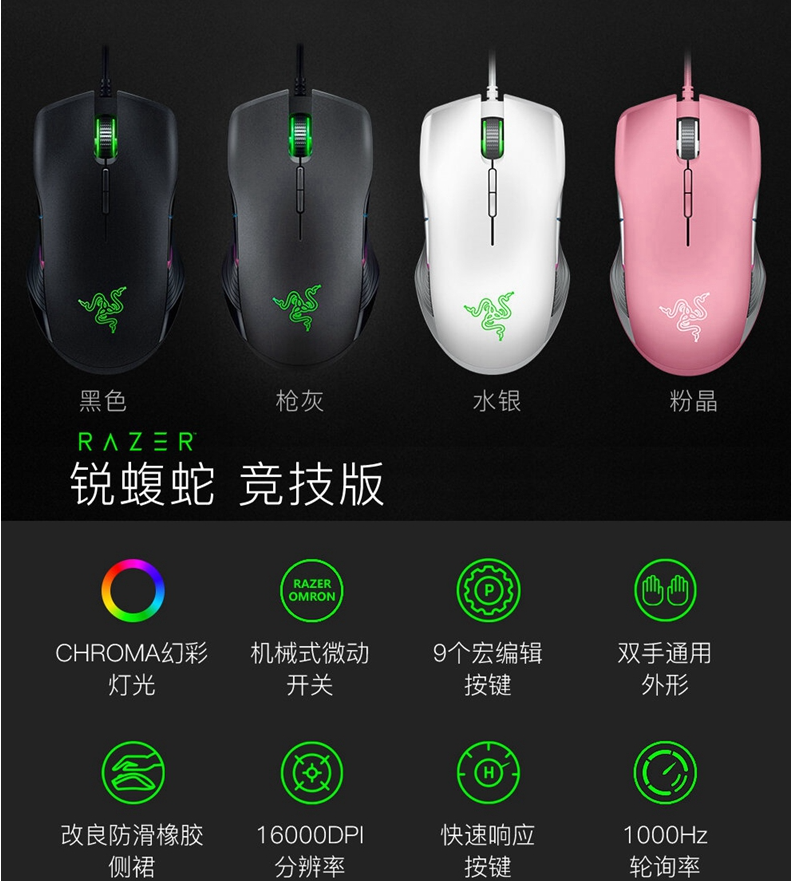 黑色 枪灰 水银 粉晶
RAZER™
锐蝮蛇 竞技版
RAZER
OMRON
P
CHROMA幻彩 机械式微动 9个宏编辑 双手通用
灯光 开关 按键 外形
H
改良防滑橡胶 16000DPI 快速响应 1000Hz
侧裙 分辨率 按键 轮询率